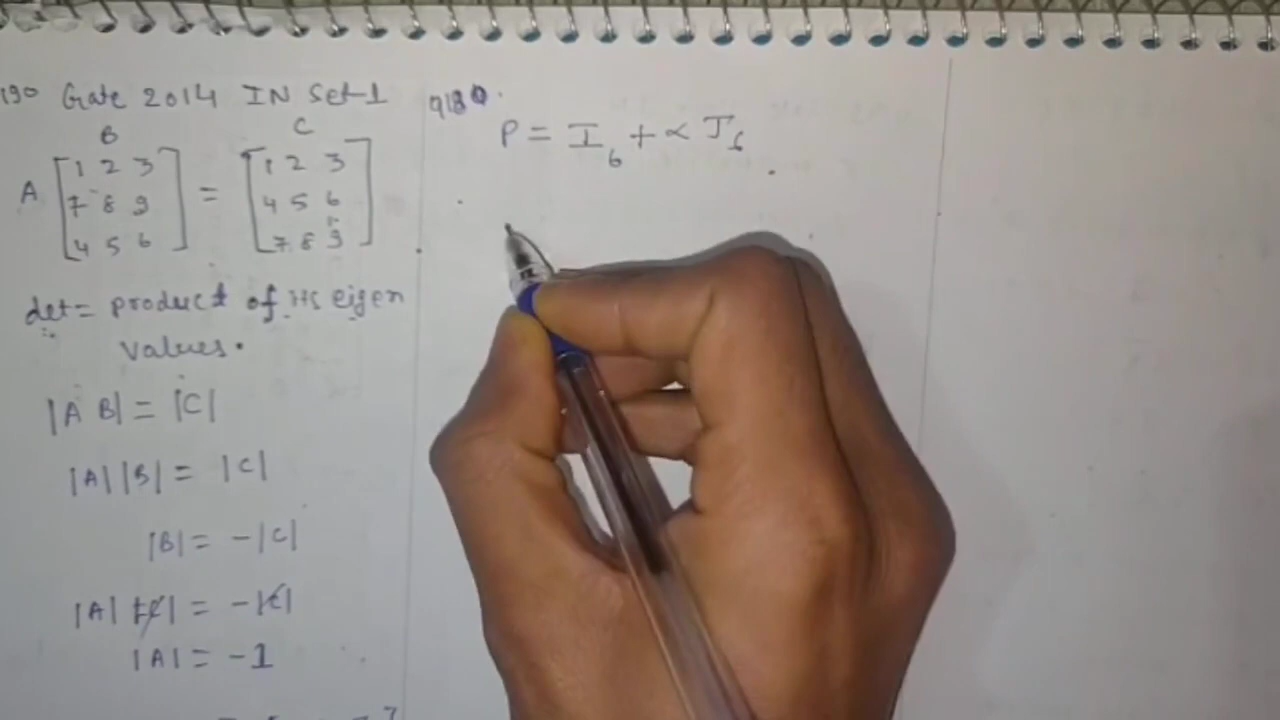 190 Gate 2014 IN Set-1
B C
A [1 2 3] = [1 2 3]
[7 8 9] [4 5 6]
[4 5 6] [7 8 9]
det = product of its eigen
values.
|A B| = |C|
|A| |B| = |C|
|B| = -|C|
|A| |C| = -|C|
|A| = -1
P = I₆ + ∝ J₆